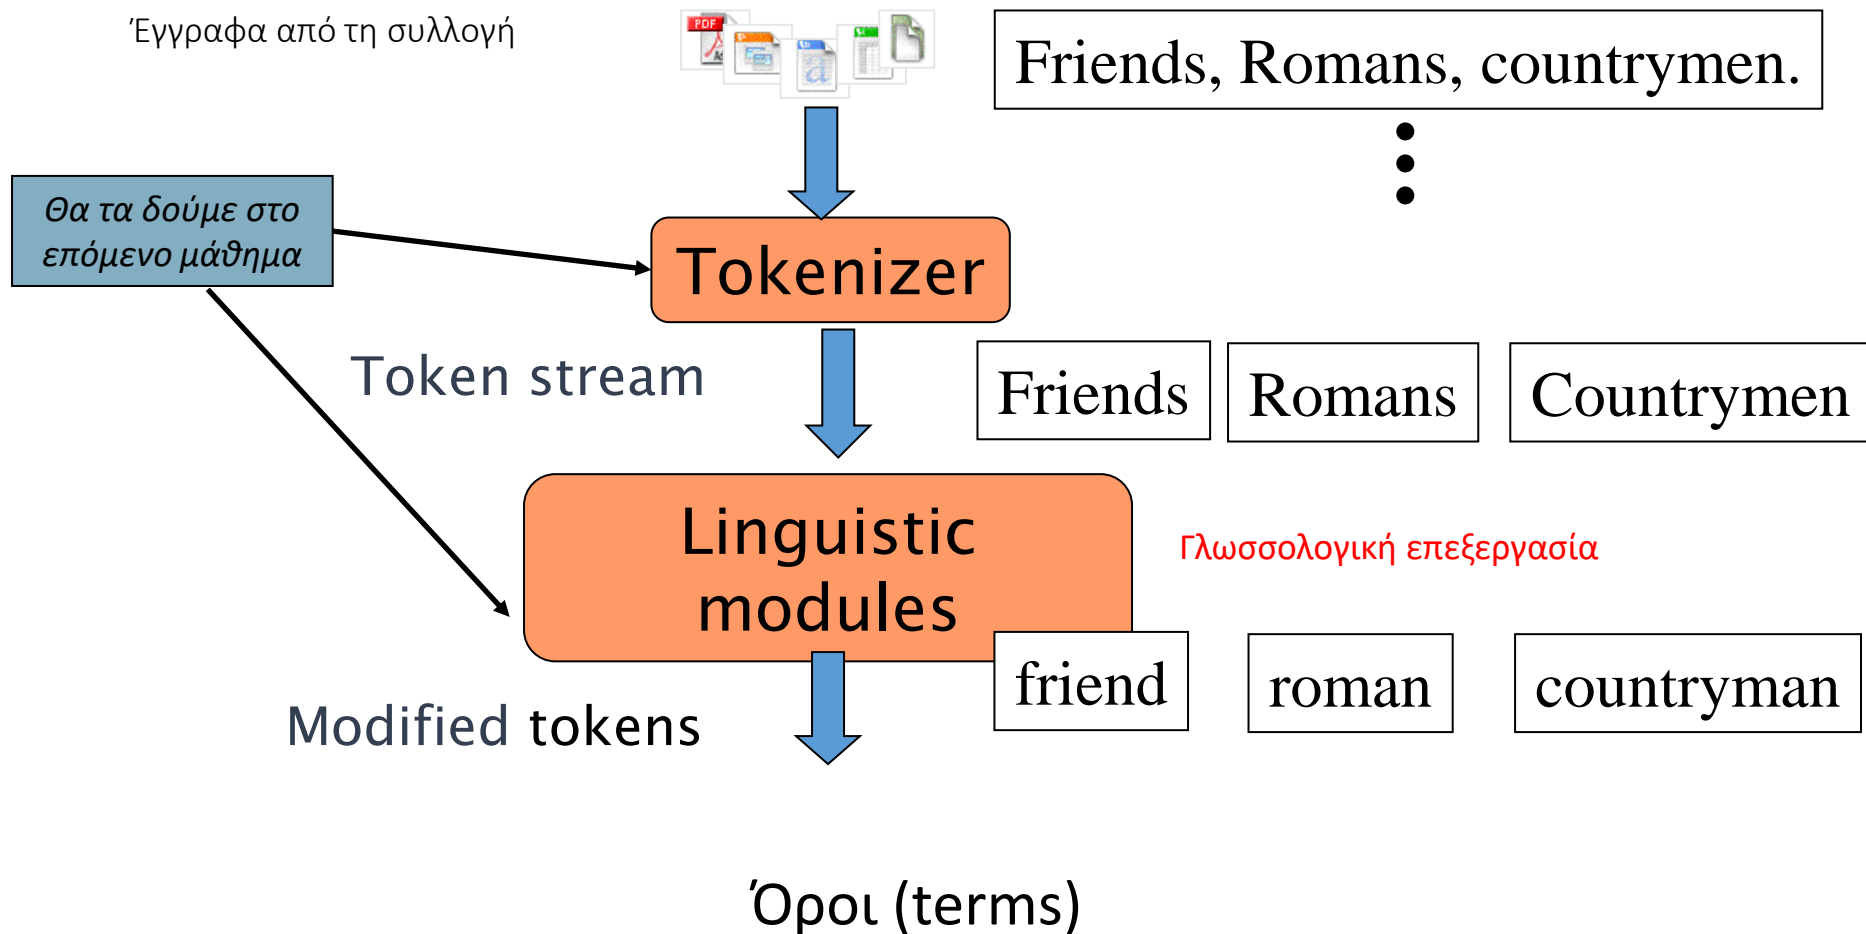 Έγγραφα από τη συλλογή
PDF
Friends, Romans, countrymen.
Θα τα δούμε στο
επόμενο μάθημα
Tokenizer
Token stream
Friends
Romans
Countrymen
Linguistic
modules
Γλωσσολογική επεξεργασία
friend
roman
countryman
Modified tokens
Όροι (terms)